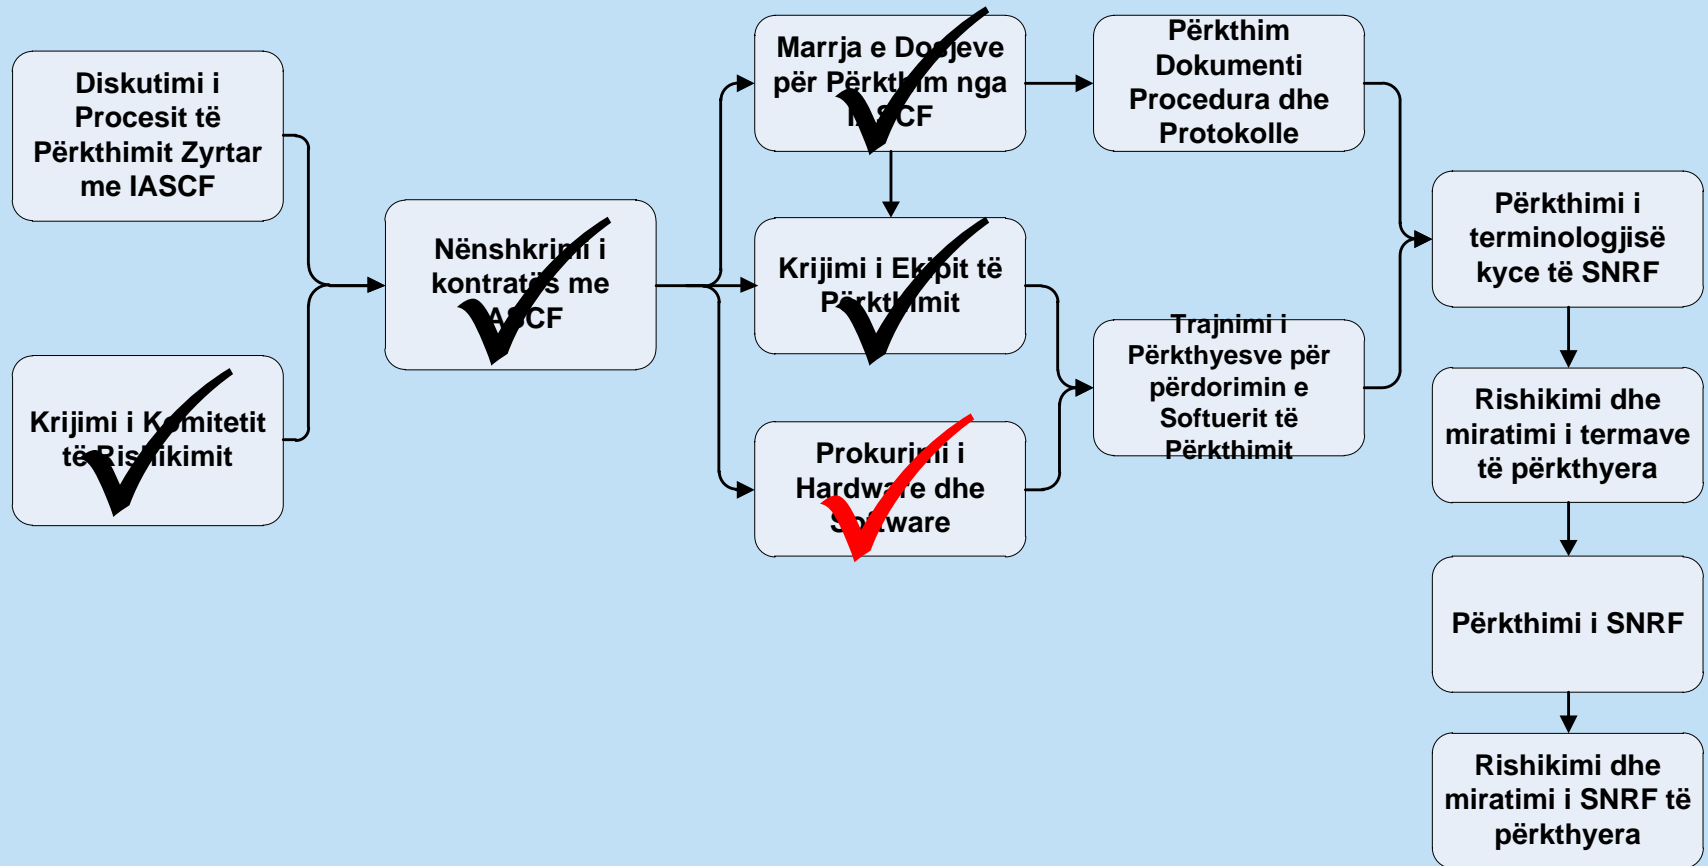 Diskutimi i
Procesit të
Përkthimit Zyrtar
me IASCF
Krijimi i Komitetit
të Rishikimit
Nënshkrimi i
kontratës me
IASCF
Marrja e Dosjeve
për Përkthim nga
IASCF
Krijimi i Ekipit të
Përkthimit
Prokurimi i
Hardware dhe
Software
Përkthim
Dokumenti
Procedura dhe
Protokolle
Trajnimi i
Përkthyesve për
përdorimin e
Softuerit të
Përkthimit
Përkthimi i
terminologjisë
kyce të SNRF
Rishikimi dhe
miratimi i termave
të përkthyera
Përkthimi i SNRF
Rishikimi dhe
miratimi i SNRF të
përkthyera